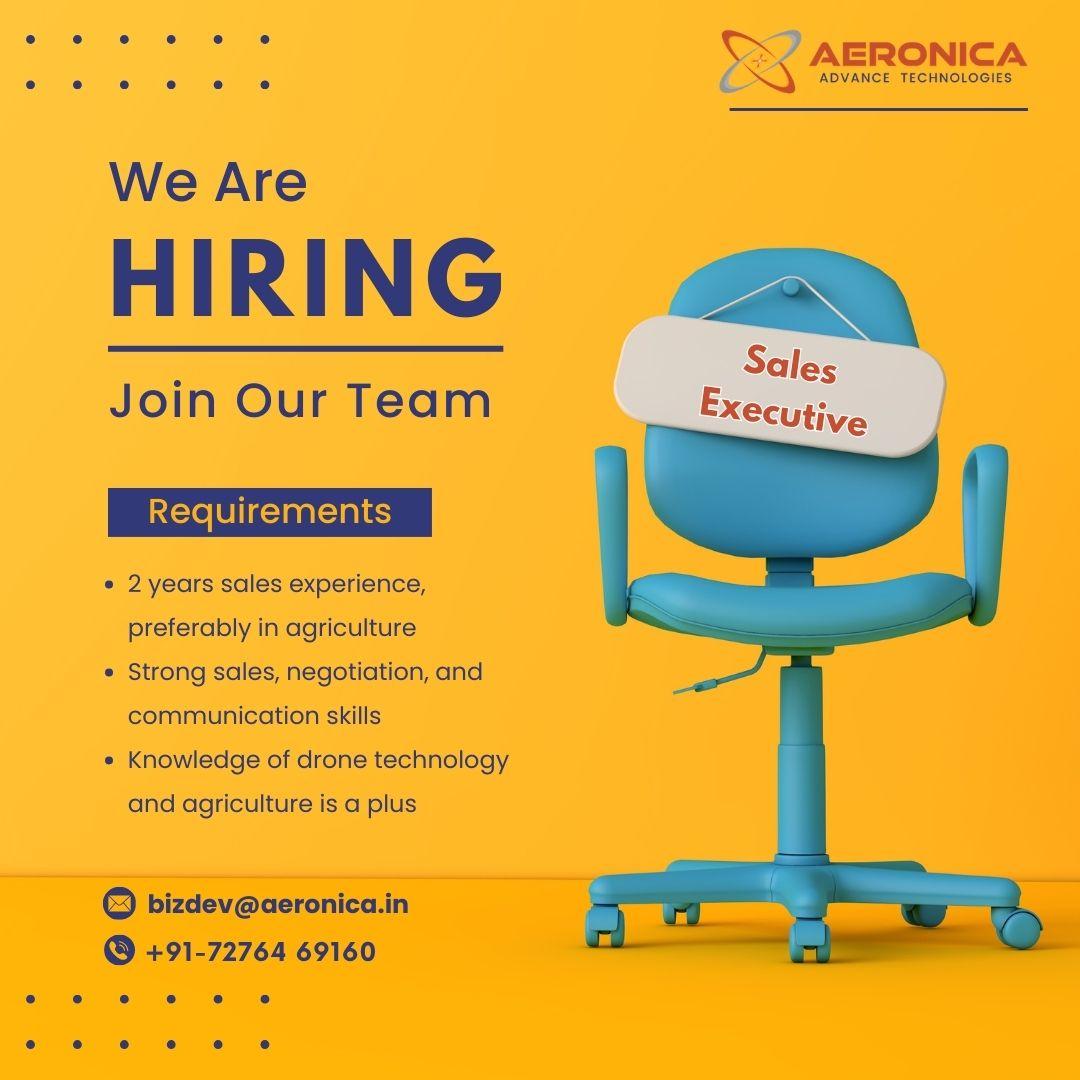 AERONICA
ADVANCE TECHNOLOGIES
We Are
HIRING
Join Our Team
Sales
Executive
Requirements
• 2 years sales experience,
preferably in agriculture
• Strong sales, negotiation, and
communication skills
• Knowledge of drone technology
and agriculture is a plus
bizdev@aeronica.in
+91-72764 69160